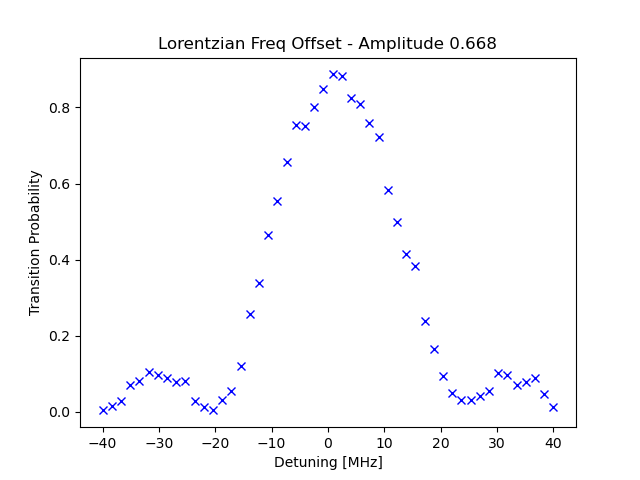 Lorentzian Freq Offset - Amplitude 0.668
Transition Probability
0.8
0.6
0.4
0.2
0.0
−40 −30 −20 −10 0 10 20 30 40
Detuning [MHz]